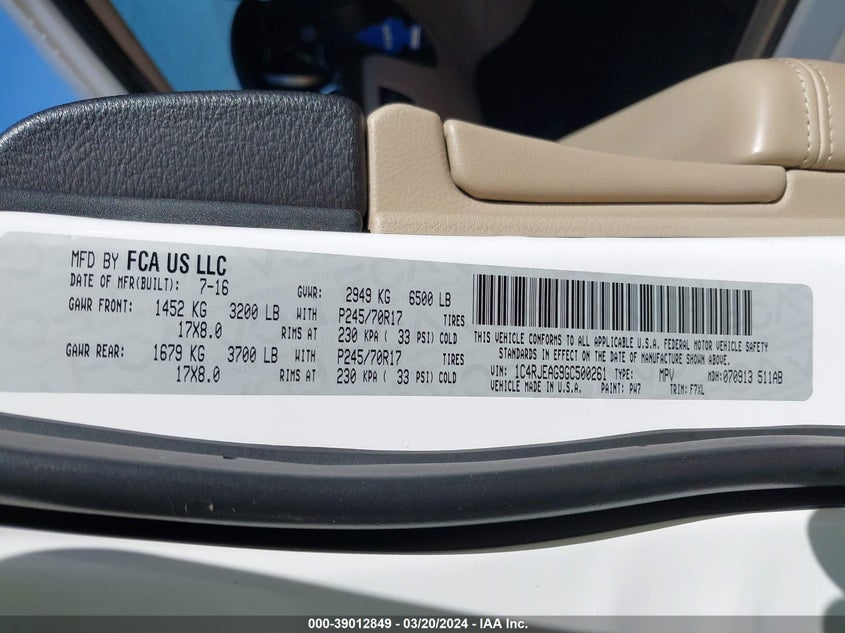 MFD BY FCA US LLC
DATE OF MFR(BUILT): 7-16 GVWR: 2949 KG 6500 LB
GAWR FRONT: 1452 KG 3200 LB WITH P245/70R17 TIRES
17X8.0 RIMS AT 230 KPA ( 33 PSI) COLD
GAWR REAR: 1679 KG 3700 LB WITH P245/70R17 TIRES
17X8.0 RIMS AT 230 KPA ( 33 PSI) COLD
THIS VEHICLE CONFORMS TO ALL APPLICABLE U.S.A. FEDERAL MOTOR VEHICLE SAFETY
STANDARDS IN EFFECT ON THE DATE OF MANUFACTURE SHOWN ABOVE.
VIN: 1C4RJEAG9GC500261 TYPE: MPV MDH: 070913 511AB
VEHICLE MADE IN U.S.A. PAINT: PW7 TRIM: F7XL
000-39012849 - 03/20/2024 - IAA Inc.